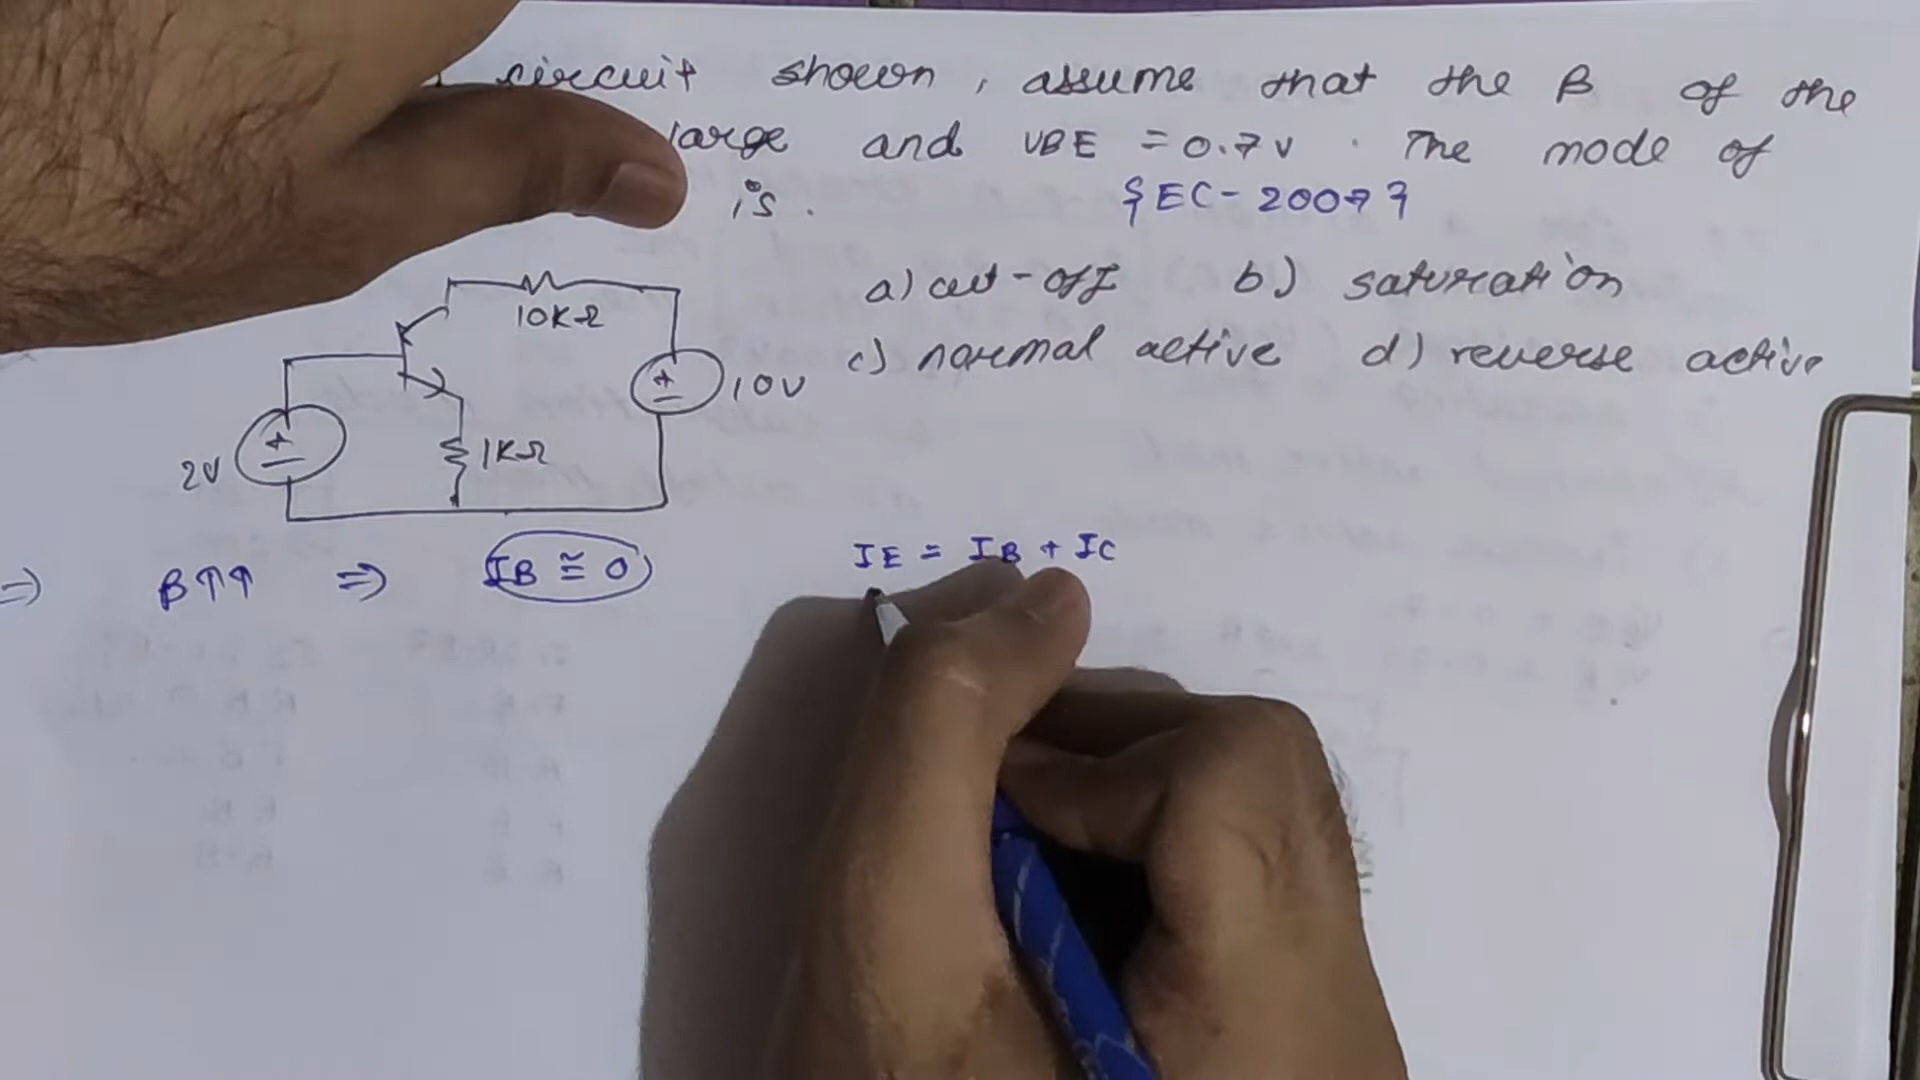 circuit shown, assume that the β of the
large and VBE = 0.7V. The mode of
is. {EC-2007}
a) cut-off b) saturation
c) normal active d) reverse active
10KΩ
10V
1KΩ
2V
+
-
+
-
=> β↑↑ => IB ≅ 0 IE = IB + IC